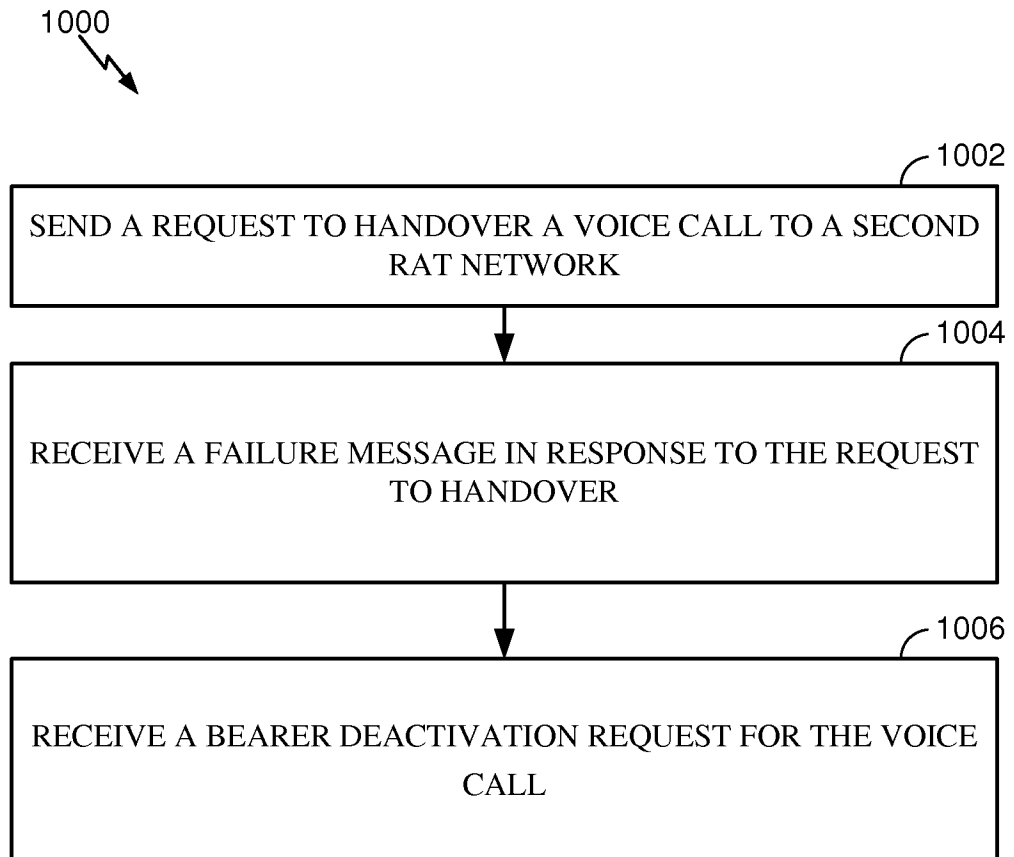 1000
1002
SEND A REQUEST TO HANDOVER A VOICE CALL TO A SECOND
RAT NETWORK
1004
RECEIVE A FAILURE MESSAGE IN RESPONSE TO THE REQUEST
TO HANDOVER
1006
RECEIVE A BEARER DEACTIVATION REQUEST FOR THE VOICE
CALL